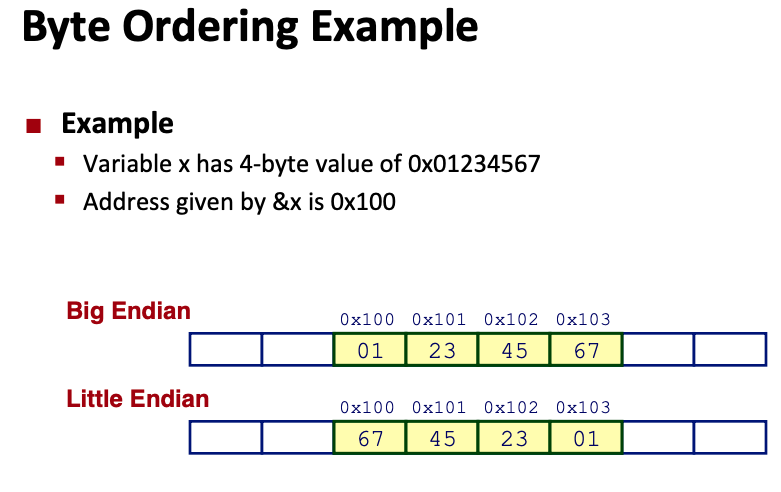 Byte Ordering Example
Example
Variable x has 4-byte value of 0x01234567
Address given by &x is 0x100
Big Endian
0x100 0x101 0x102 0x103
01 23 45 67
Little Endian
0x100 0x101 0x102 0x103
67 45 23 01